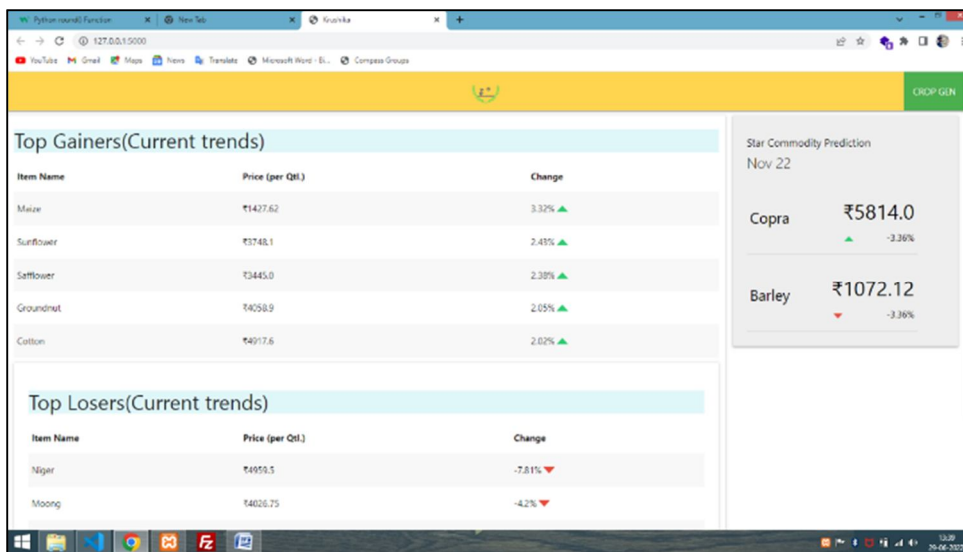 Python round() Function
New Tab
Krushika
127.0.0.1:5000
YouTube Gmail Maps News Translate Microsoft Word - Bi... Compass Groups
CROP GEN
Top Gainers(Current trends)
Item Name Price (per Qtl.) Change
Maize ₹1427.62 3.32%
Sunflower ₹3748.1 2.43%
Safflower ₹3445.0 2.38%
Groundnut ₹4058.9 2.05%
Cotton ₹4917.6 2.02%
Top Losers(Current trends)
Item Name Price (per Qtl.) Change
Niger ₹4959.5 -7.81%
Moong ₹4026.75 -4.2%
Star Commodity Prediction
Nov 22
Copra ₹5814.0
-3.36%
Barley ₹1072.12
-3.36%
13:39
29-06-2022